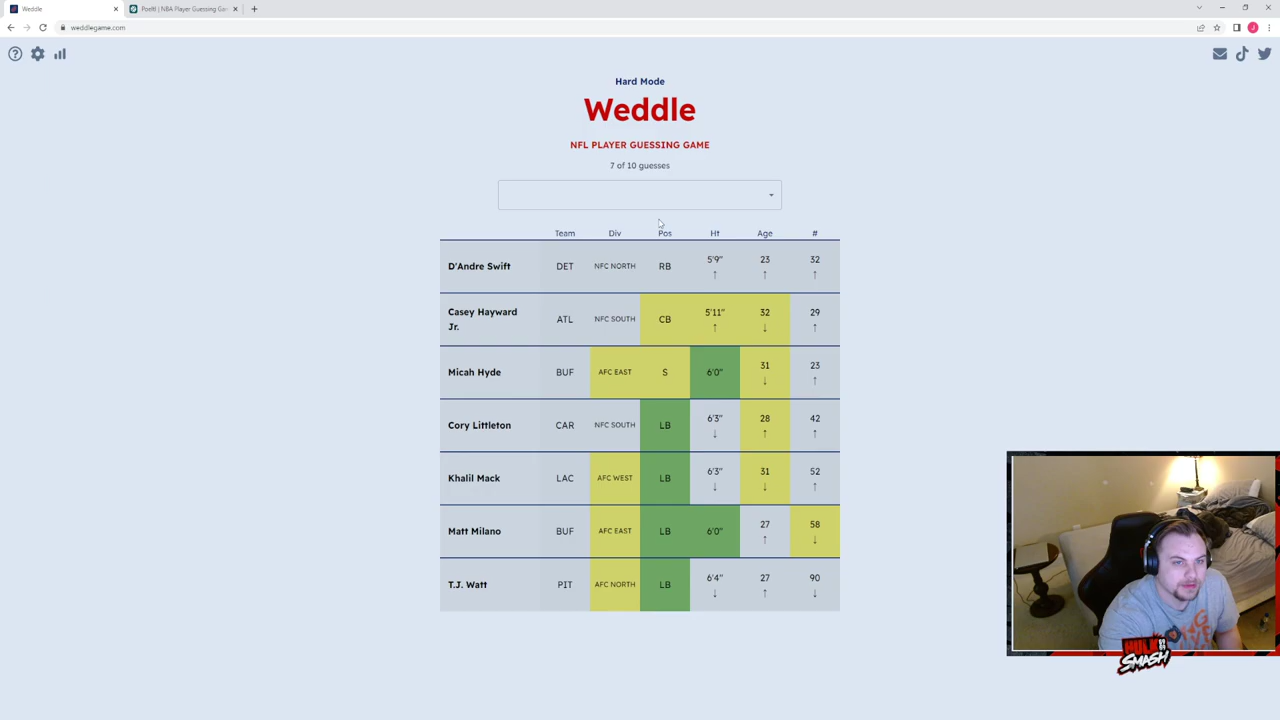 Weddle
Poeltl | NBA Player Guessing Ga
weddlegame.com
J
Hard Mode
Weddle
NFL PLAYER GUESSING GAME
7 of 10 guesses
Team Div Pos Ht Age #
D'Andre Swift DET NFC NORTH RB 5'9" ↑ 23 ↑ 32 ↑
Casey Hayward Jr. ATL NFC SOUTH CB 5'11" ↑ 32 ↓ 29 ↑
Micah Hyde BUF AFC EAST S 6'0" 31 ↓ 23 ↑
Cory Littleton CAR NFC SOUTH LB 6'3" ↓ 28 ↑ 42 ↑
Khalil Mack LAC AFC WEST LB 6'3" ↓ 31 ↓ 52 ↑
Matt Milano BUF AFC EAST LB 6'0" 27 ↑ 58 ↓
T.J. Watt PIT AFC NORTH LB 6'4" ↓ 27 ↑ 90 ↓
HULK
SMASH